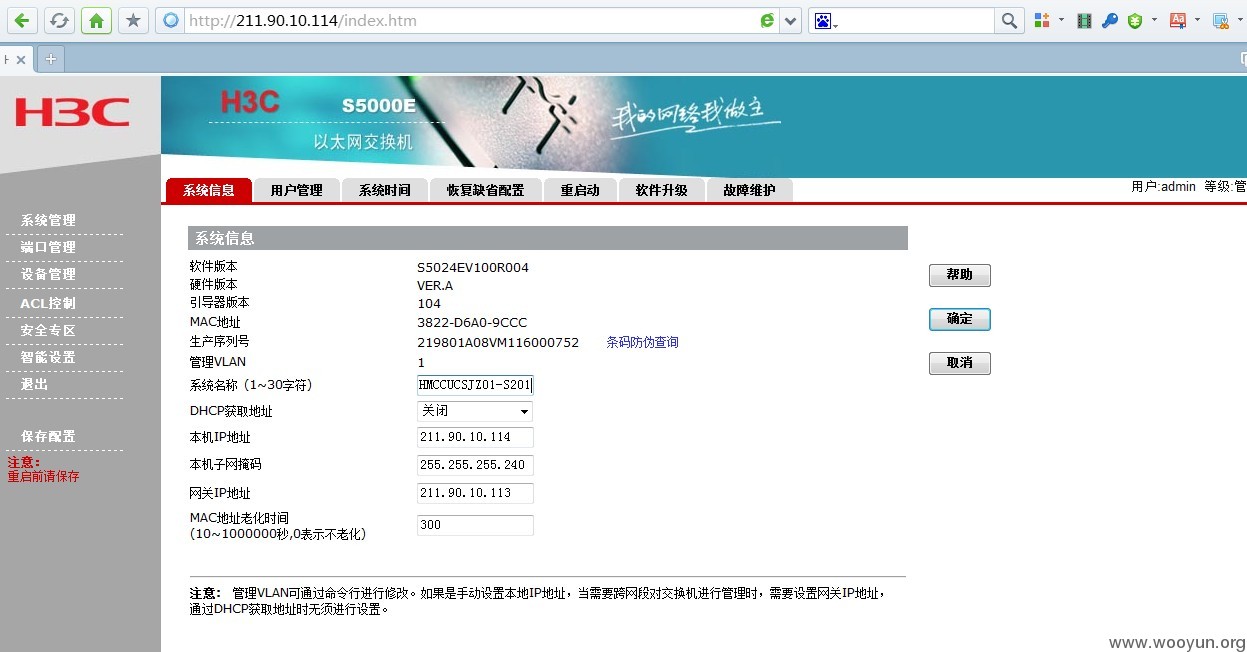 http://211.90.10.114/index.htm
H3C
H3C
S5000E
以太网交换机
我的网络我做主
系统信息
用户管理
系统时间
恢复缺省配置
重启动
软件升级
故障维护
用户:admin 等级:管
系统管理
端口管理
设备管理
ACL控制
安全专区
智能设置
退出
保存配置
注意:
重启前请保存
系统信息
软件版本 S5024EV100R004
硬件版本 VER.A
引导器版本 104
MAC地址 3822-D6A0-9CCC
生产序列号 219801A08VM116000752 条码防伪查询
管理VLAN 1
系统名称（1~30字符） HMCCUCSJZ01-S201
DHCP获取地址 关闭
本机IP地址 211.90.10.114
本机子网掩码 255.255.255.240
网关IP地址 211.90.10.113
MAC地址老化时间
(10~1000000秒,0表示不老化) 300
帮助
确定
取消
注意: 管理VLAN可通过命令行进行修改。如果是手动设置本地IP地址，当需要跨网段对交换机进行管理时，需要设置网关IP地址，
通过DHCP获取地址时无须进行设置。
www.wooyun.org